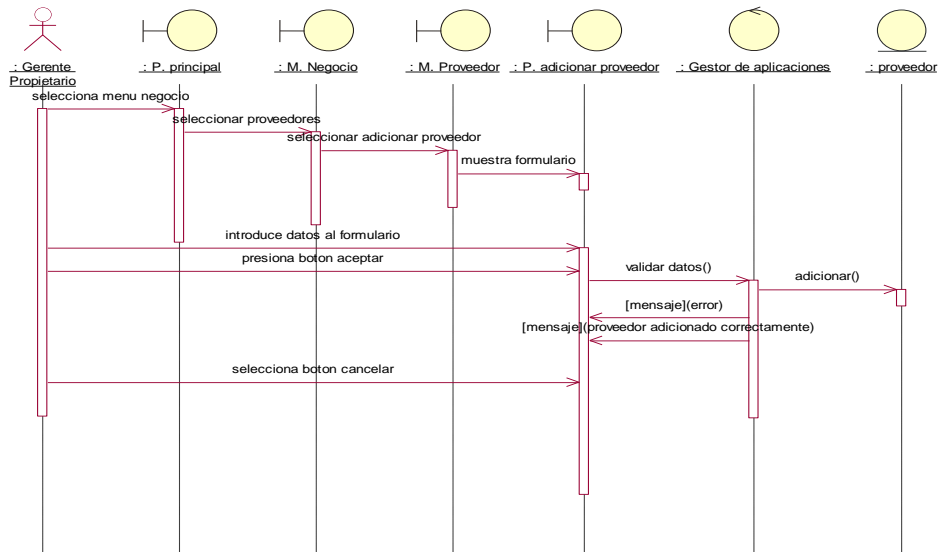 : Gerente
Propietario
: P. principal
: M. Negocio
: M. Proveedor
: P. adicionar proveedor
: Gestor de aplicaciones
: proveedor
selecciona menu negocio
seleccionar proveedores
seleccionar adicionar proveedor
muestra formulario
introduce datos al formulario
presiona boton aceptar
validar datos()
adicionar()
[mensaje](error)
[mensaje](proveedor adicionado correctamente)
selecciona boton cancelar